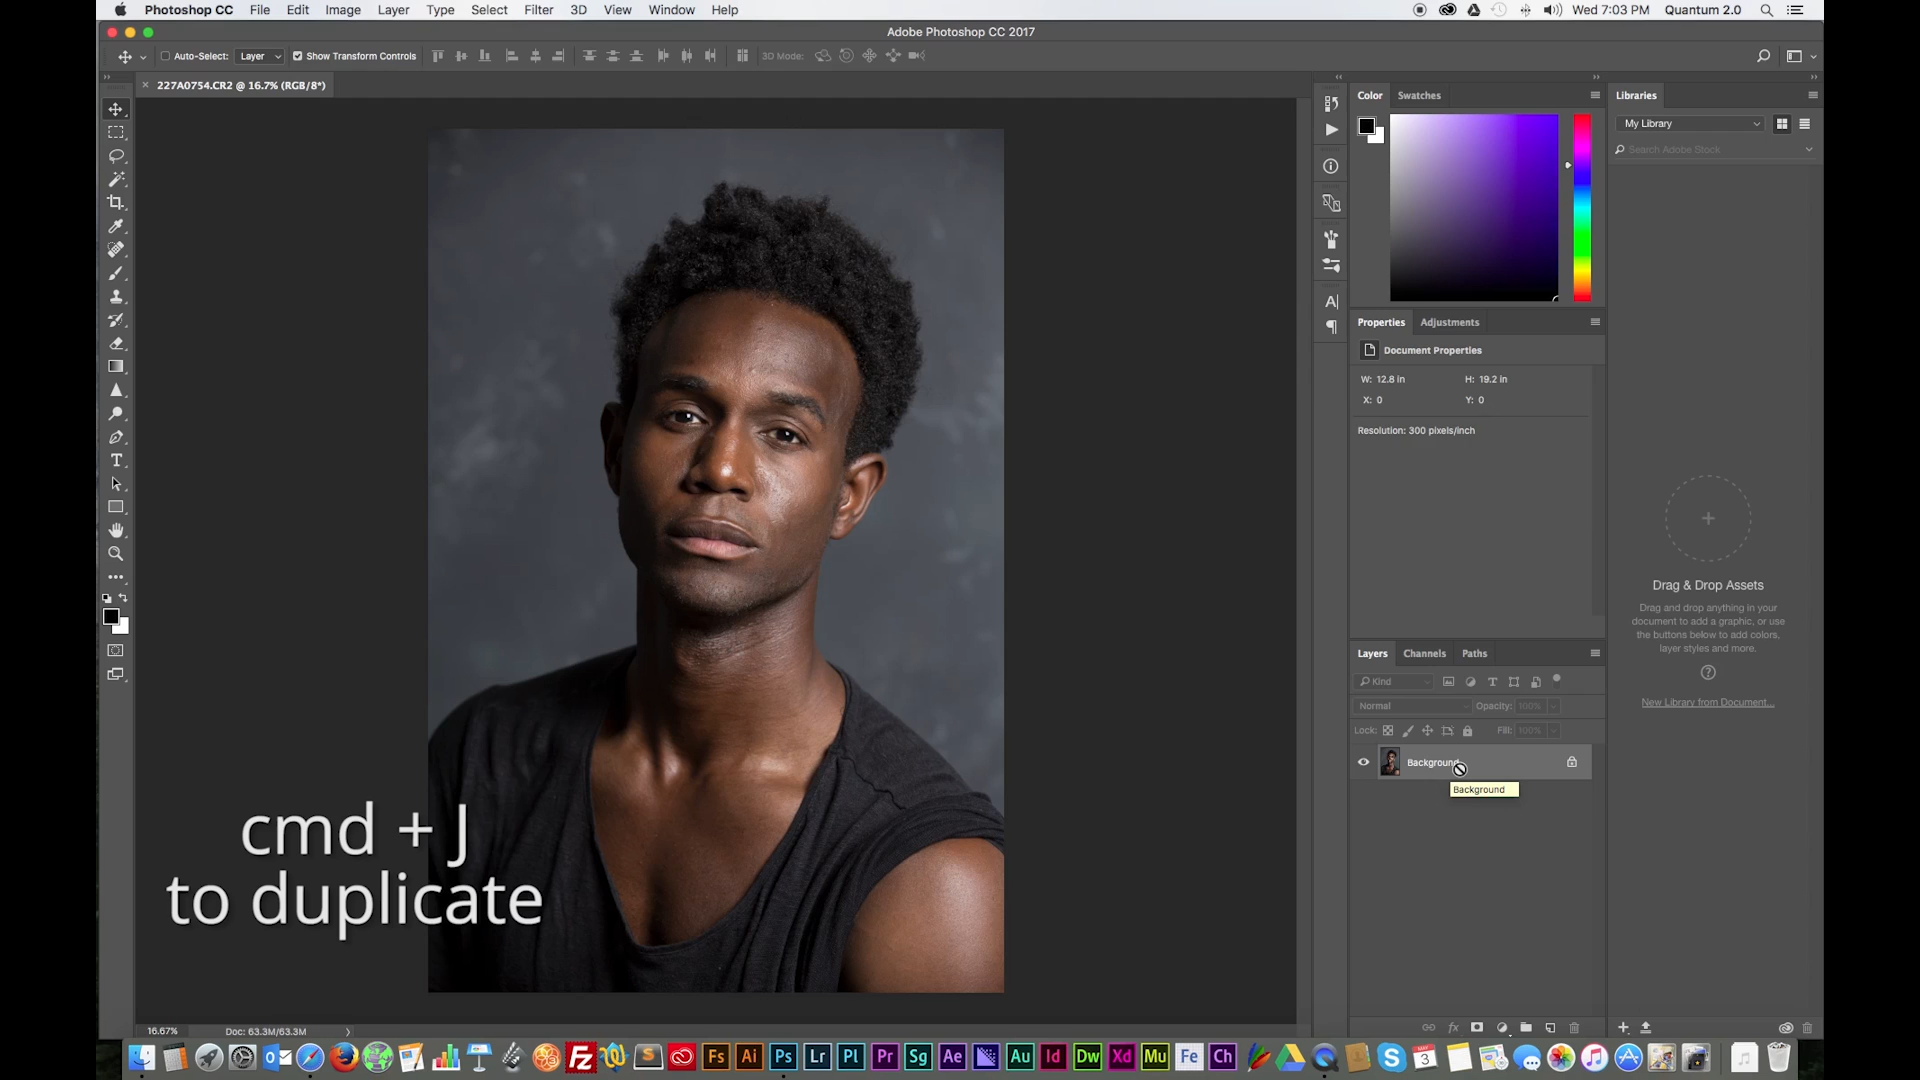 Photoshop CC File Edit Image Layer Type Select Filter 3D View Window Help Wed 7:03 PM Quantum 2.0
Adobe Photoshop CC 2017
Auto-Select: Layer Show Transform Controls 3D Mode:
227A0754.CR2 @ 16.7% (RGB/8*)
Color Swatches
Libraries
My Library
Search Adobe Stock
Properties Adjustments
Document Properties
W: 12.8 in H: 19.2 in
X: 0 Y: 0
Resolution: 300 pixels/inch
Drag & Drop Assets
Drag and drop anything in your
document to add a graphic, or use
the buttons below to add colors,
layer styles and more.
New Library from Document...
Layers Channels Paths
Kind
Normal Opacity: 100%
Lock: Fill: 100%
Background
Background
cmd + J
to duplicate
16.67% Doc: 63.3M/63.3M
Fz S Fs Ai Ps Lr Pl Pr Sg Ae Au Id Dw Xd Mu Fe Ch 3